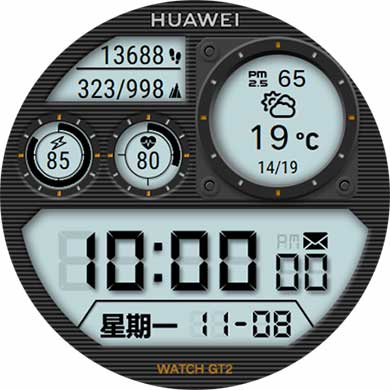 HUAWEI
13688
323/998
PM 2.5 65
19 °C
14/19
85
80
10:00 AM 00
星期一 11-08
WATCH GT2